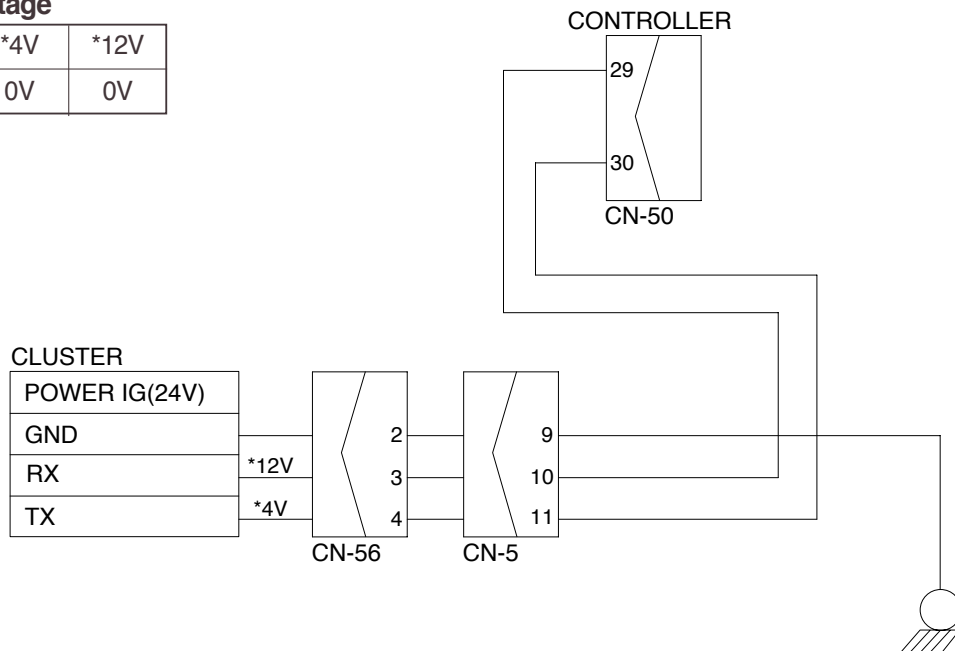 *4V *12V
0V 0V
CONTROLLER
29
30
CN-50
CLUSTER
POWER IG(24V)
GND
RX
TX
*12V
*4V
2
3
4
CN-56
9
10
11
CN-5